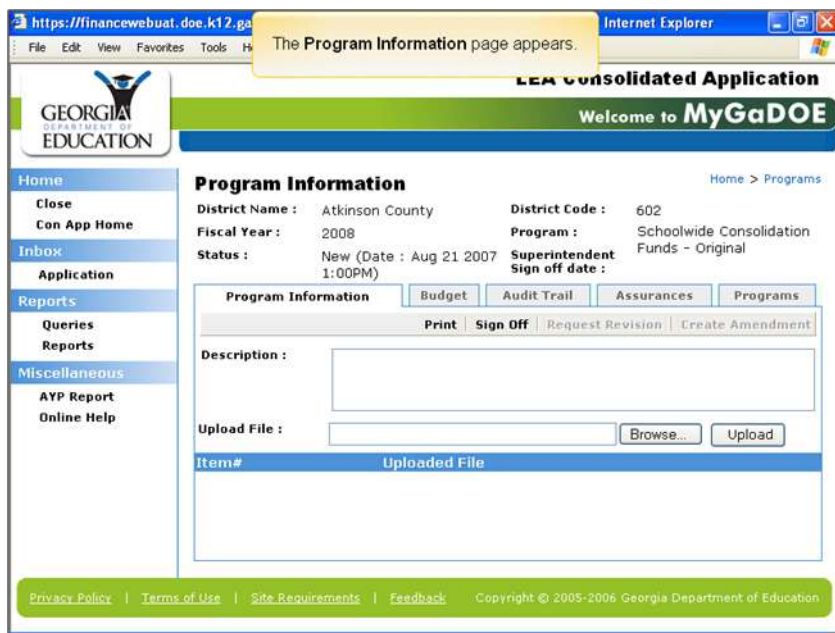 https://financewebuat.doe.k12.ga
Internet Explorer
File Edit View Favorites Tools H
The Program Information page appears.
LEA Consolidated Application
GEORGIA
DEPARTMENT OF
EDUCATION
Welcome to MyGaDOE
Home
Close
Con App Home
Inbox
Application
Reports
Queries
Reports
Miscellaneous
AYP Report
Online Help
Program Information
Home > Programs
District Name : Atkinson County District Code : 602
Fiscal Year : 2008 Program : Schoolwide Consolidation
Funds - Original
Status : New (Date : Aug 21 2007 Superintendent
1:00PM) Sign off date :
Program Information Budget Audit Trail Assurances Programs
Print | Sign Off | Request Revision | Create Amendment
Description :
Upload File : Browse... Upload
Item# Uploaded File
Privacy Policy | Terms of Use | Site Requirements | Feedback Copyright © 2005-2006 Georgia Department of Education